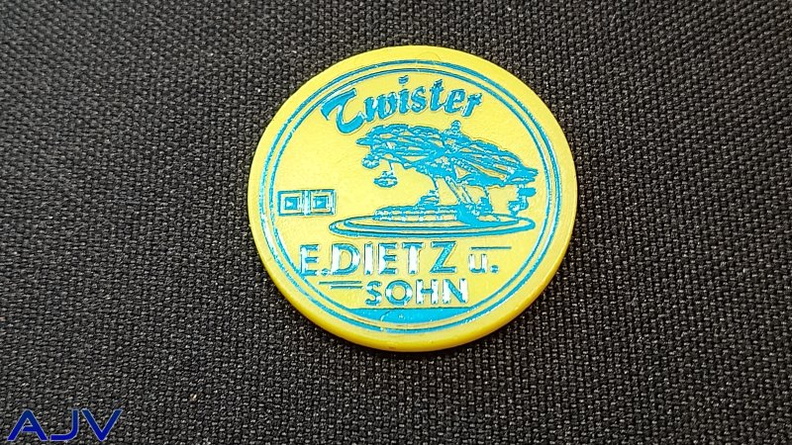 Twister
E. DIETZ u.
SOHN
AJV